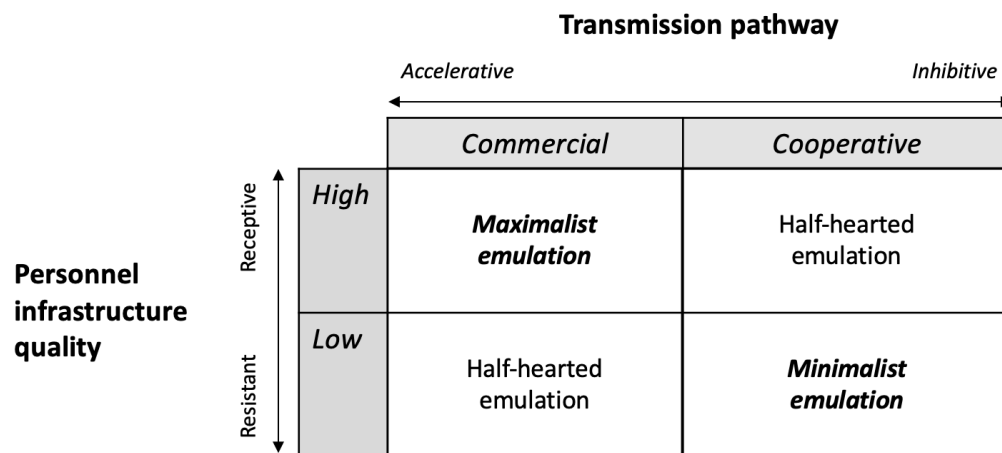 Transmission pathway
Accelerative
Inhibitive
Commercial
Cooperative
Personnel
infrastructure
quality
Receptive
Resistant
High
Maximalist
emulation
Half-hearted
emulation
Low
Half-hearted
emulation
Minimalist
emulation